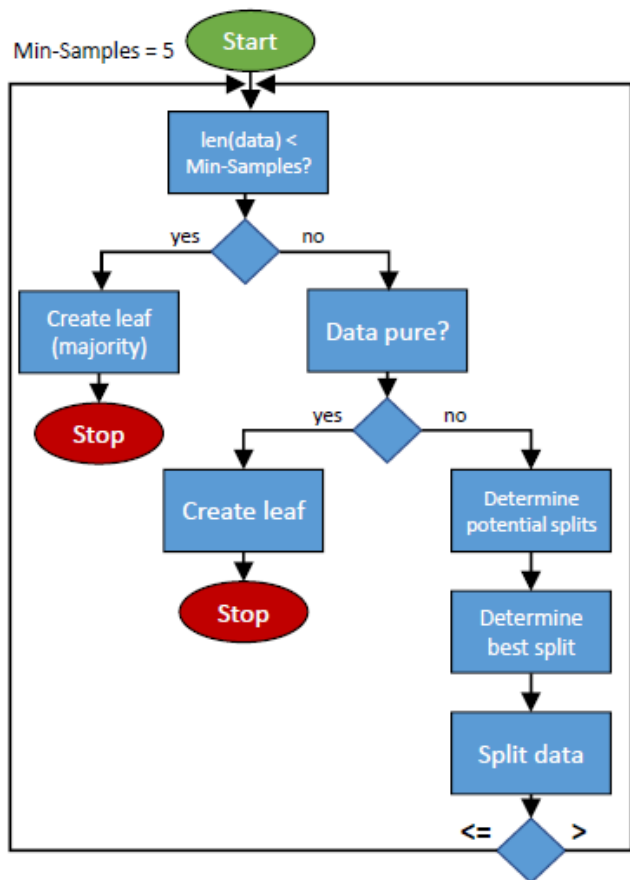 Start
Min-Samples = 5
len(data) <
Min-Samples?
yes
no
Create leaf
(majority)
Data pure?
Stop
yes
no
Create leaf
Determine
potential splits
Stop
Determine
best split
Split data
<=
>